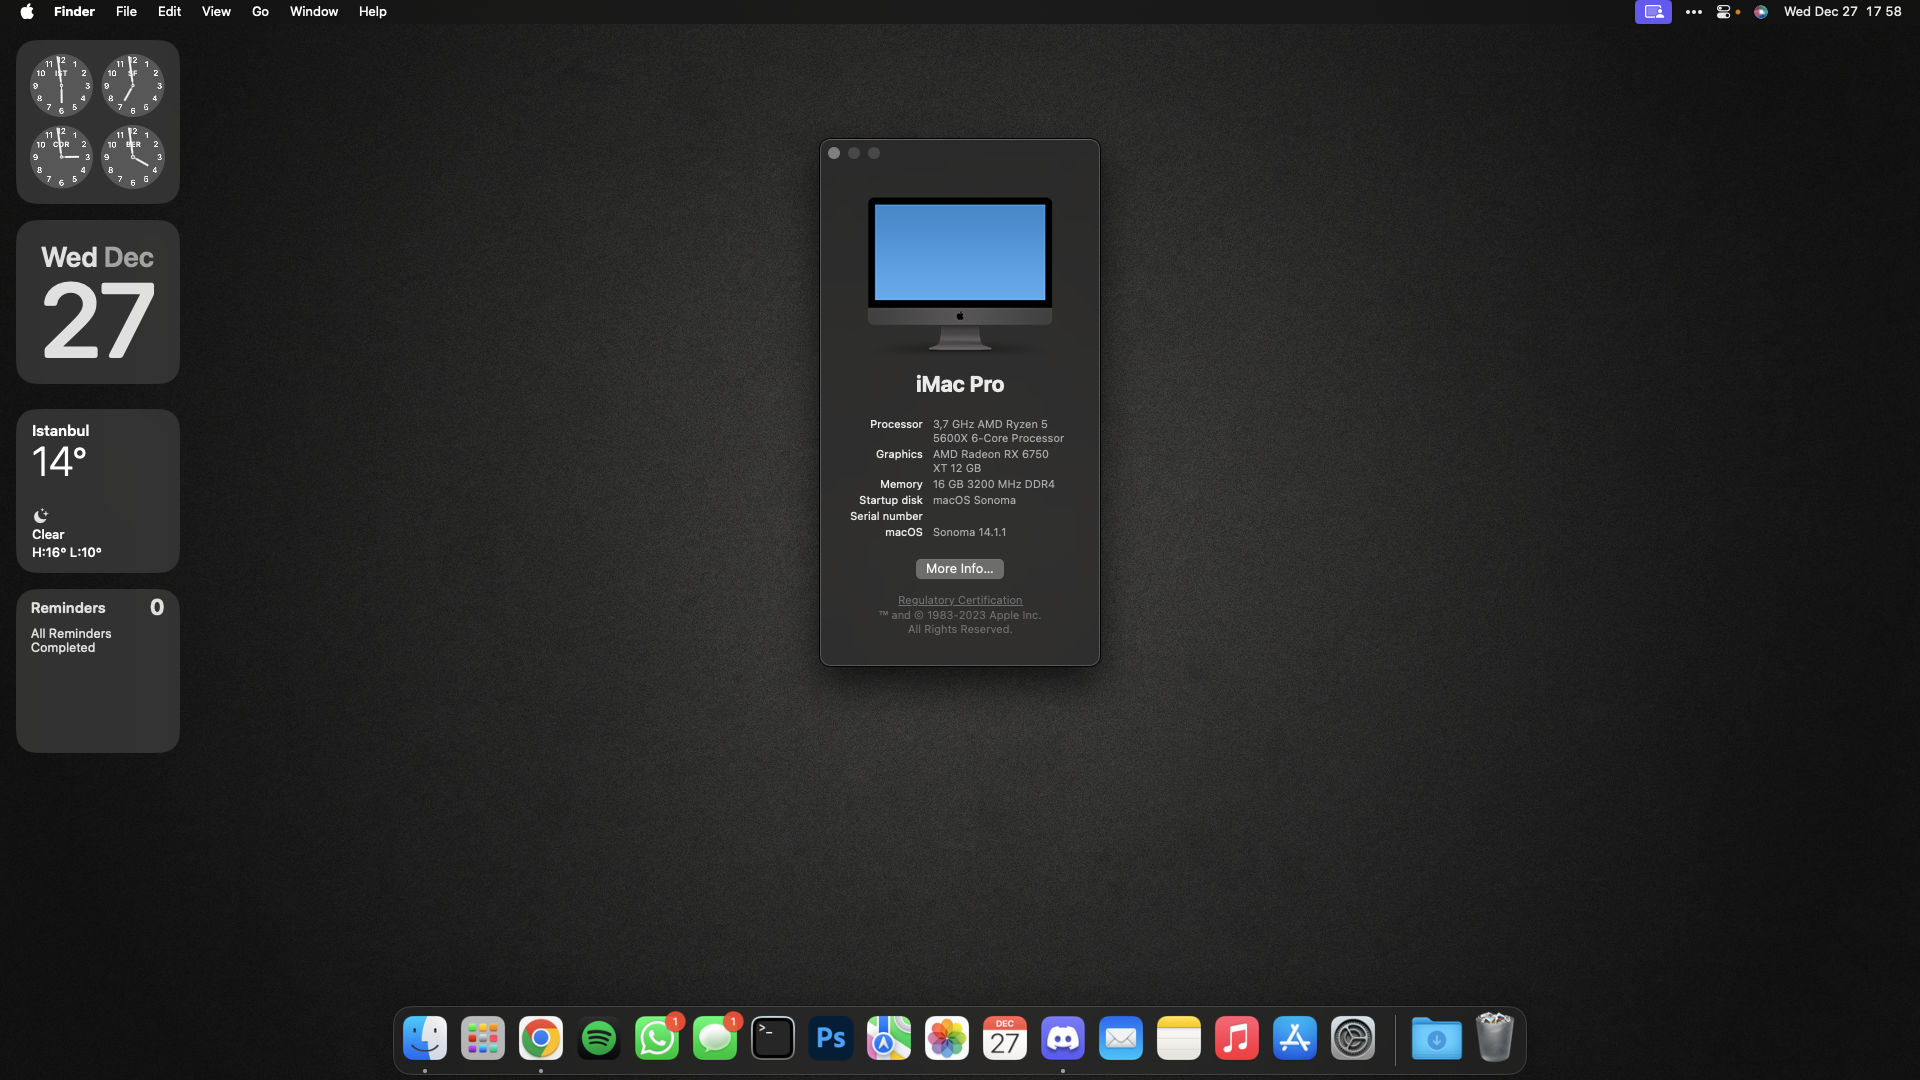 Finder File Edit View Go Window Help
Wed Dec 27 17 58
IST
SF
COR
BER
Wed Dec
27
Istanbul
14°
Clear
H:16° L:10°
Reminders 0
All Reminders
Completed
iMac Pro
Processor 3,7 GHz AMD Ryzen 5
5600X 6-Core Processor
Graphics AMD Radeon RX 6750
XT 12 GB
Memory 16 GB 3200 MHz DDR4
Startup disk macOS Sonoma
Serial number
macOS Sonoma 14.1.1
More Info...
Regulatory Certification
™ and © 1983-2023 Apple Inc.
All Rights Reserved.
1
1
>_
Ps
DEC
27